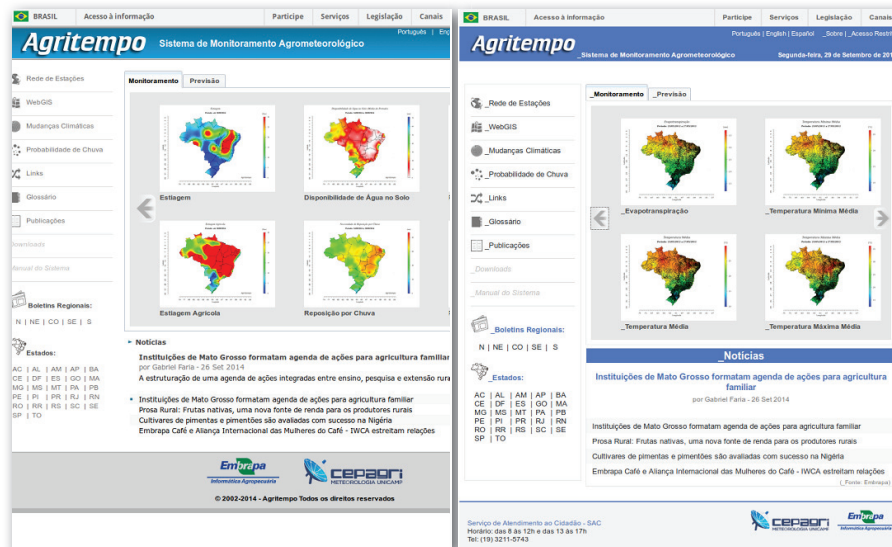 BRASIL Acesso à informação Participe Serviços Legislação Canais
Agritempo Sistema de Monitoramento Agrometeorológico
Português | Eng
Rede de Estações
WebGIS
Mudanças Climáticas
Probabilidade de Chuva
Links
Glossário
Publicações
Downloads
Manual do Sistema
Boletins Regionais:
N | NE | CO | SE | S
Estados:
AC | AL | AM | AP | BA
CE | DF | ES | GO | MA
MG | MS | MT | PA | PB
PE | PI | PR | RJ | RN
RO | RR | RS | SC | SE
SP | TO
Monitoramento Previsão
Estiagem Disponibilidade de Água no Solo
Estiagem Agrícola Reposição por Chuva
Notícias
Instituições de Mato Grosso formatam agenda de ações para agricultura familiar
por Gabriel Faria - 26 Set 2014
A estruturação de uma agenda de ações integradas entre ensino, pesquisa e extensão rura
Instituições de Mato Grosso formatam agenda de ações para agricultura familiar
Prosa Rural: Frutas nativas, uma nova fonte de renda para os produtores rurais
Cultivares de pimentas e pimentões são avaliadas com sucesso na Nigéria
Embrapa Café e Aliança Internacional das Mulheres do Café - IWCA estreitam relações
Embrapa
Informática Agropecuária
CEPAGRI
METEOROLOGIA UNICAMP
© 2002-2014 - Agritempo Todos os direitos reservados
BRASIL Acesso à informação Participe Serviços Legislação Canais
Português | English | Español _Sobre | _Acesso Restri
Agritempo
_Sistema de Monitoramento Agrometeorológico Segunda-feira, 29 de Setembro de 201
_Rede de Estações
_WebGIS
_Mudanças Climáticas
_Probabilidade de Chuva
_Links
_Glossário
_Publicações
_Downloads
_Manual do Sistema
_Boletins Regionais:
N | NE | CO | SE | S
_Estados:
AC | AL | AM | AP | BA
CE | DF | ES | GO | MA
MG | MS | MT | PA | PB
PE | PI | PR | RJ | RN
RO | RR | RS | SC | SE
SP | TO
_Monitoramento _Previsão
_Evapotranspiração _Temperatura Mínima Média
_Temperatura Média _Temperatura Máxima Média
_Notícias
Instituições de Mato Grosso formatam agenda de ações para agricultura
familiar
por Gabriel Faria - 26 Set 2014
Instituições de Mato Grosso formatam agenda de ações para agricultura familiar
Prosa Rural: Frutas nativas, uma nova fonte de renda para os produtores rurais
Cultivares de pimentas e pimentões são avaliadas com sucesso na Nigéria
Embrapa Café e Aliança Internacional das Mulheres do Café - IWCA estreitam relações
(_Fonte: Embrapa)
Serviço de Atendimento ao Cidadão - SAC
Horário: das 8 às 12h e das 13 às 17h
Tel: (19) 3211-5743
CEPAGRI
METEOROLOGIA UNICAMP
Embrapa
Informática Agropecuária